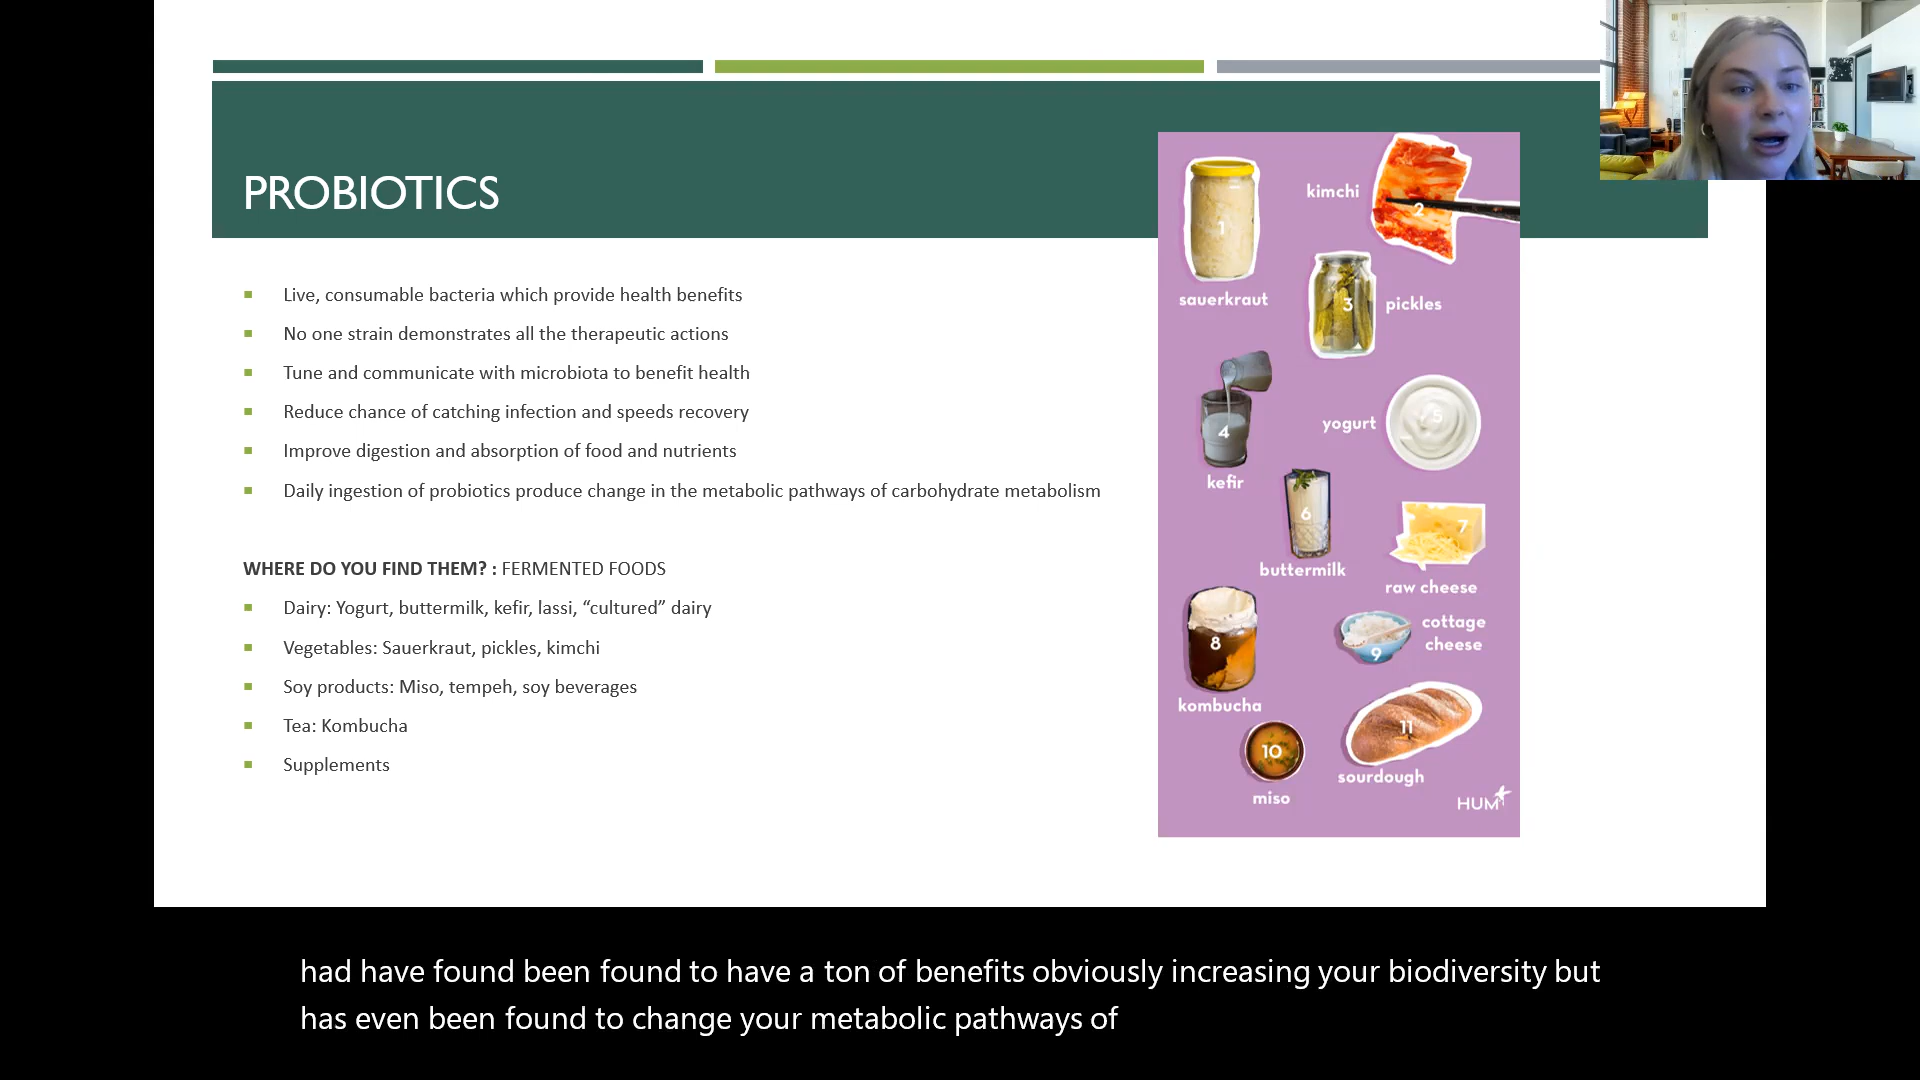 PROBIOTICS
Live, consumable bacteria which provide health benefits
No one strain demonstrates all the therapeutic actions
Tune and communicate with microbiota to benefit health
Reduce chance of catching infection and speeds recovery
Improve digestion and absorption of food and nutrients
Daily ingestion of probiotics produce change in the metabolic pathways of carbohydrate metabolism
WHERE DO YOU FIND THEM? : FERMENTED FOODS
Dairy: Yogurt, buttermilk, kefir, lassi, “cultured” dairy
Vegetables: Sauerkraut, pickles, kimchi
Soy products: Miso, tempeh, soy beverages
Tea: Kombucha
Supplements
1
sauerkraut
kimchi
2
3
pickles
4
kefir
yogurt
5
6
buttermilk
7
raw cheese
8
kombucha
cottage
cheese
9
10
miso
11
sourdough
HUM
had have found been found to have a ton of benefits obviously increasing your biodiversity but
has even been found to change your metabolic pathways of